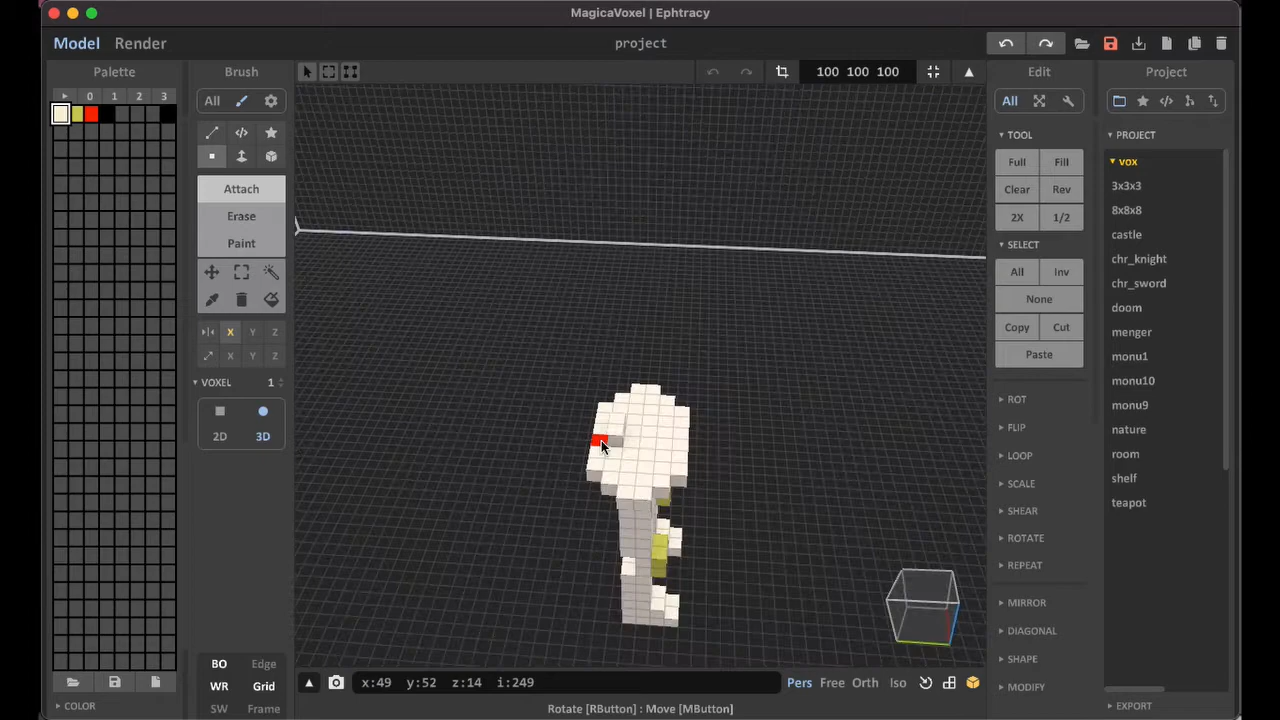 MagicaVoxel | Ephtracy
Model Render project
Palette Brush 100 100 100 Edit Project
0 1 2 3
All All
TOOL
PROJECT
Full Fill
vox
Attach
Clear Rev
3x3x3
Erase
2X 1/2
8x8x8
Paint
SELECT
castle
chr_knight
All Inv
chr_sword
None
doom
Copy Cut
menger
X Y Z
Paste
monu1
X Y Z
monu10
VOXEL 1
ROT
monu9
FLIP
nature
2D 3D
LOOP
room
SCALE
shelf
SHEAR
teapot
ROTATE
REPEAT
MIRROR
DIAGONAL
SHAPE
BO Edge
WR Grid
x:49 y:52 z:14 i:249
Pers Free Orth Iso
MODIFY
COLOR
SW Frame
Rotate [RButton] : Move [MButton]
EXPORT